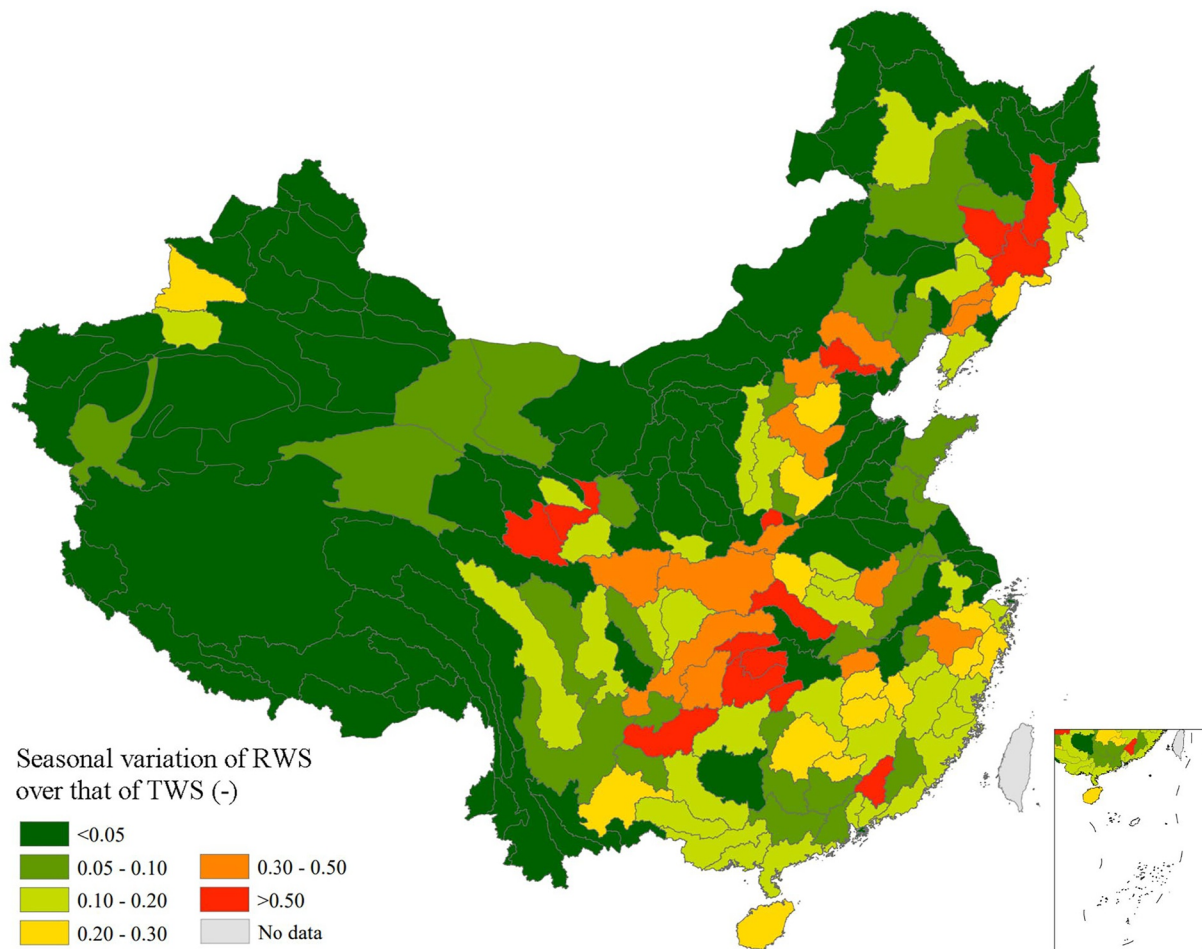 Seasonal variation of RWS
over that of TWS (-)
<0.05
0.05 - 0.10
0.10 - 0.20
0.20 - 0.30
0.30 - 0.50
>0.50
No data